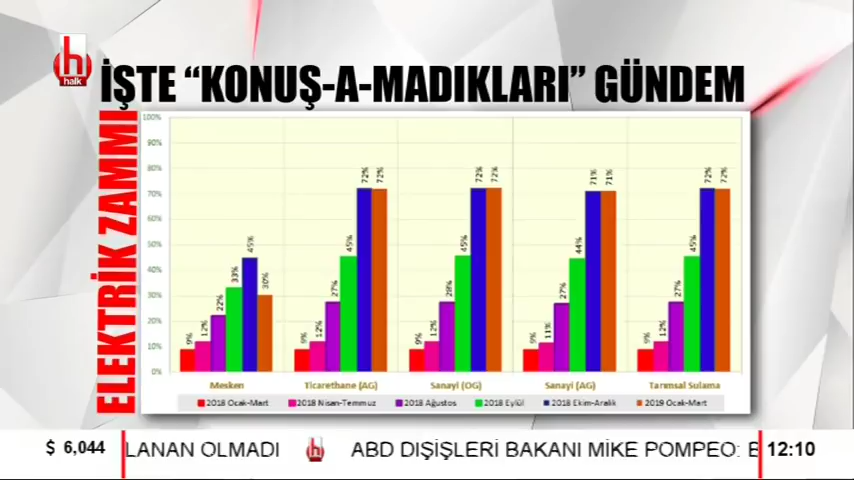 h
halk
İŞTE “KONUŞ-A-MADIKLARI” GÜNDEM
ELEKTRİK ZAMMI
100%
90%
80%
70%
60%
50%
40%
30%
20%
10%
0%
9% 12% 22% 33% 45% 30%
9% 12% 27% 45% 72% 72%
9% 12% 28% 45% 72% 72%
9% 11% 27% 44% 71% 71%
9% 12% 27% 45% 72% 72%
Mesken Ticarethane (AG) Sanayi (OG) Sanayi (AG) Tarımsal Sulama
2018 Ocak-Mart 2018 Nisan-Temmuz 2018 Ağustos 2018 Eylül 2018 Ekim-Aralık 2019 Ocak-Mart
$ 6,044 LANAN OLMADI h ABD DIŞİŞLERİ BAKANI MIKE POMPEO: 12:10